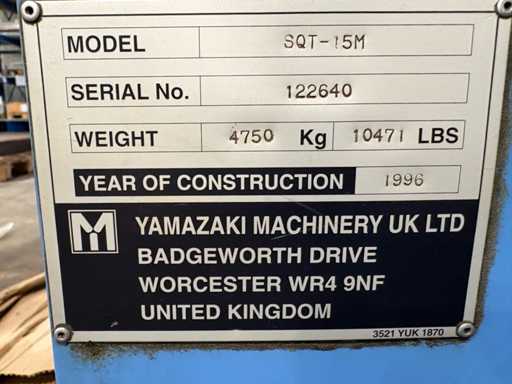 MODEL SQT-15M
SERIAL No. 122640
WEIGHT 4750 Kg 10471 LBS
YEAR OF CONSTRUCTION 1996
YAMAZAKI MACHINERY UK LTD
BADGEWORTH DRIVE
WORCESTER WR4 9NF
UNITED KINGDOM
3521 YUK 1870